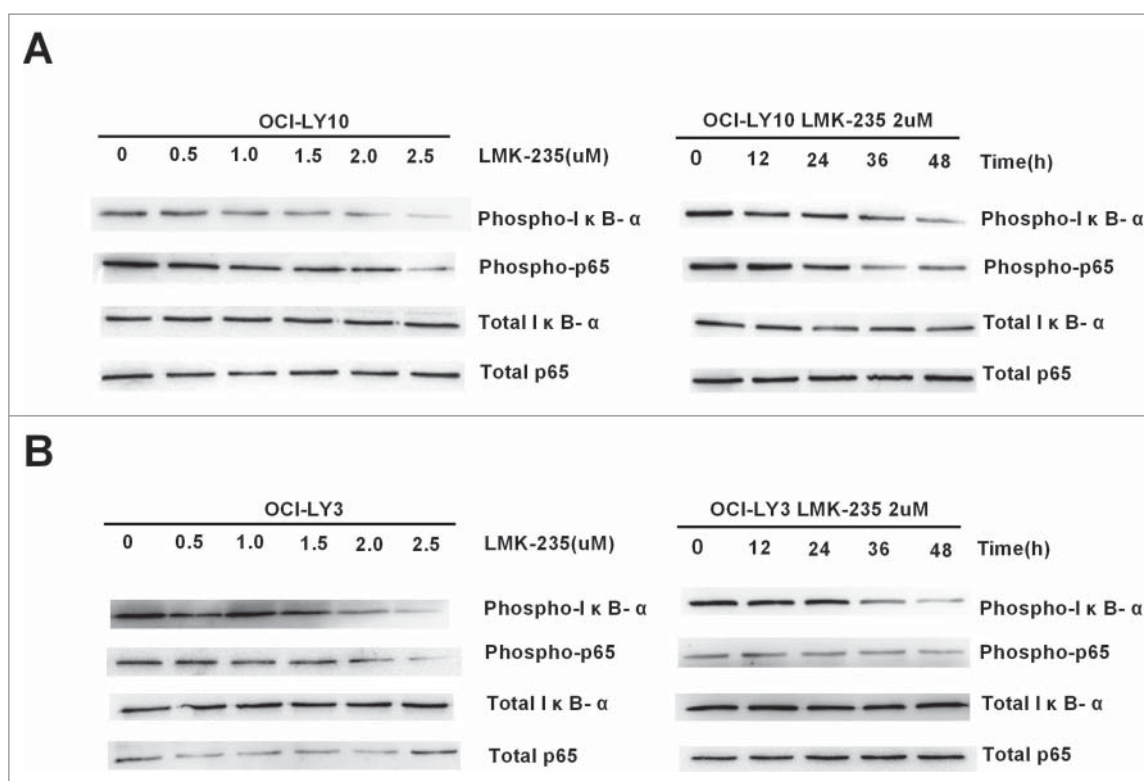 A
OCI-LY10
0 0.5 1.0 1.5 2.0 2.5 LMK-235(uM)
Phospho-I κ B- α
Phospho-p65
Total I κ B- α
Total p65
OCI-LY10 LMK-235 2uM
0 12 24 36 48 Time(h)
Phospho-I κ B- α
Phospho-p65
Total I κ B- α
Total p65
B
OCI-LY3
0 0.5 1.0 1.5 2.0 2.5 LMK-235(uM)
Phospho-I κ B- α
Phospho-p65
Total I κ B- α
Total p65
OCI-LY3 LMK-235 2uM
0 12 24 36 48 Time(h)
Phospho-I κ B- α
Phospho-p65
Total I κ B- α
Total p65